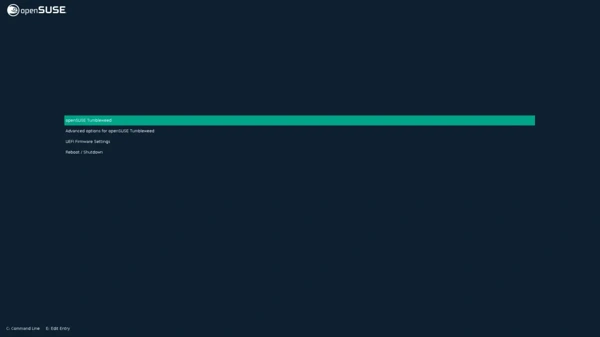 openSUSE
openSUSE Tumbleweed
Advanced options for openSUSE Tumbleweed
UEFI Firmware Settings
Reboot / Shutdown
C: Command Line E: Edit Entry